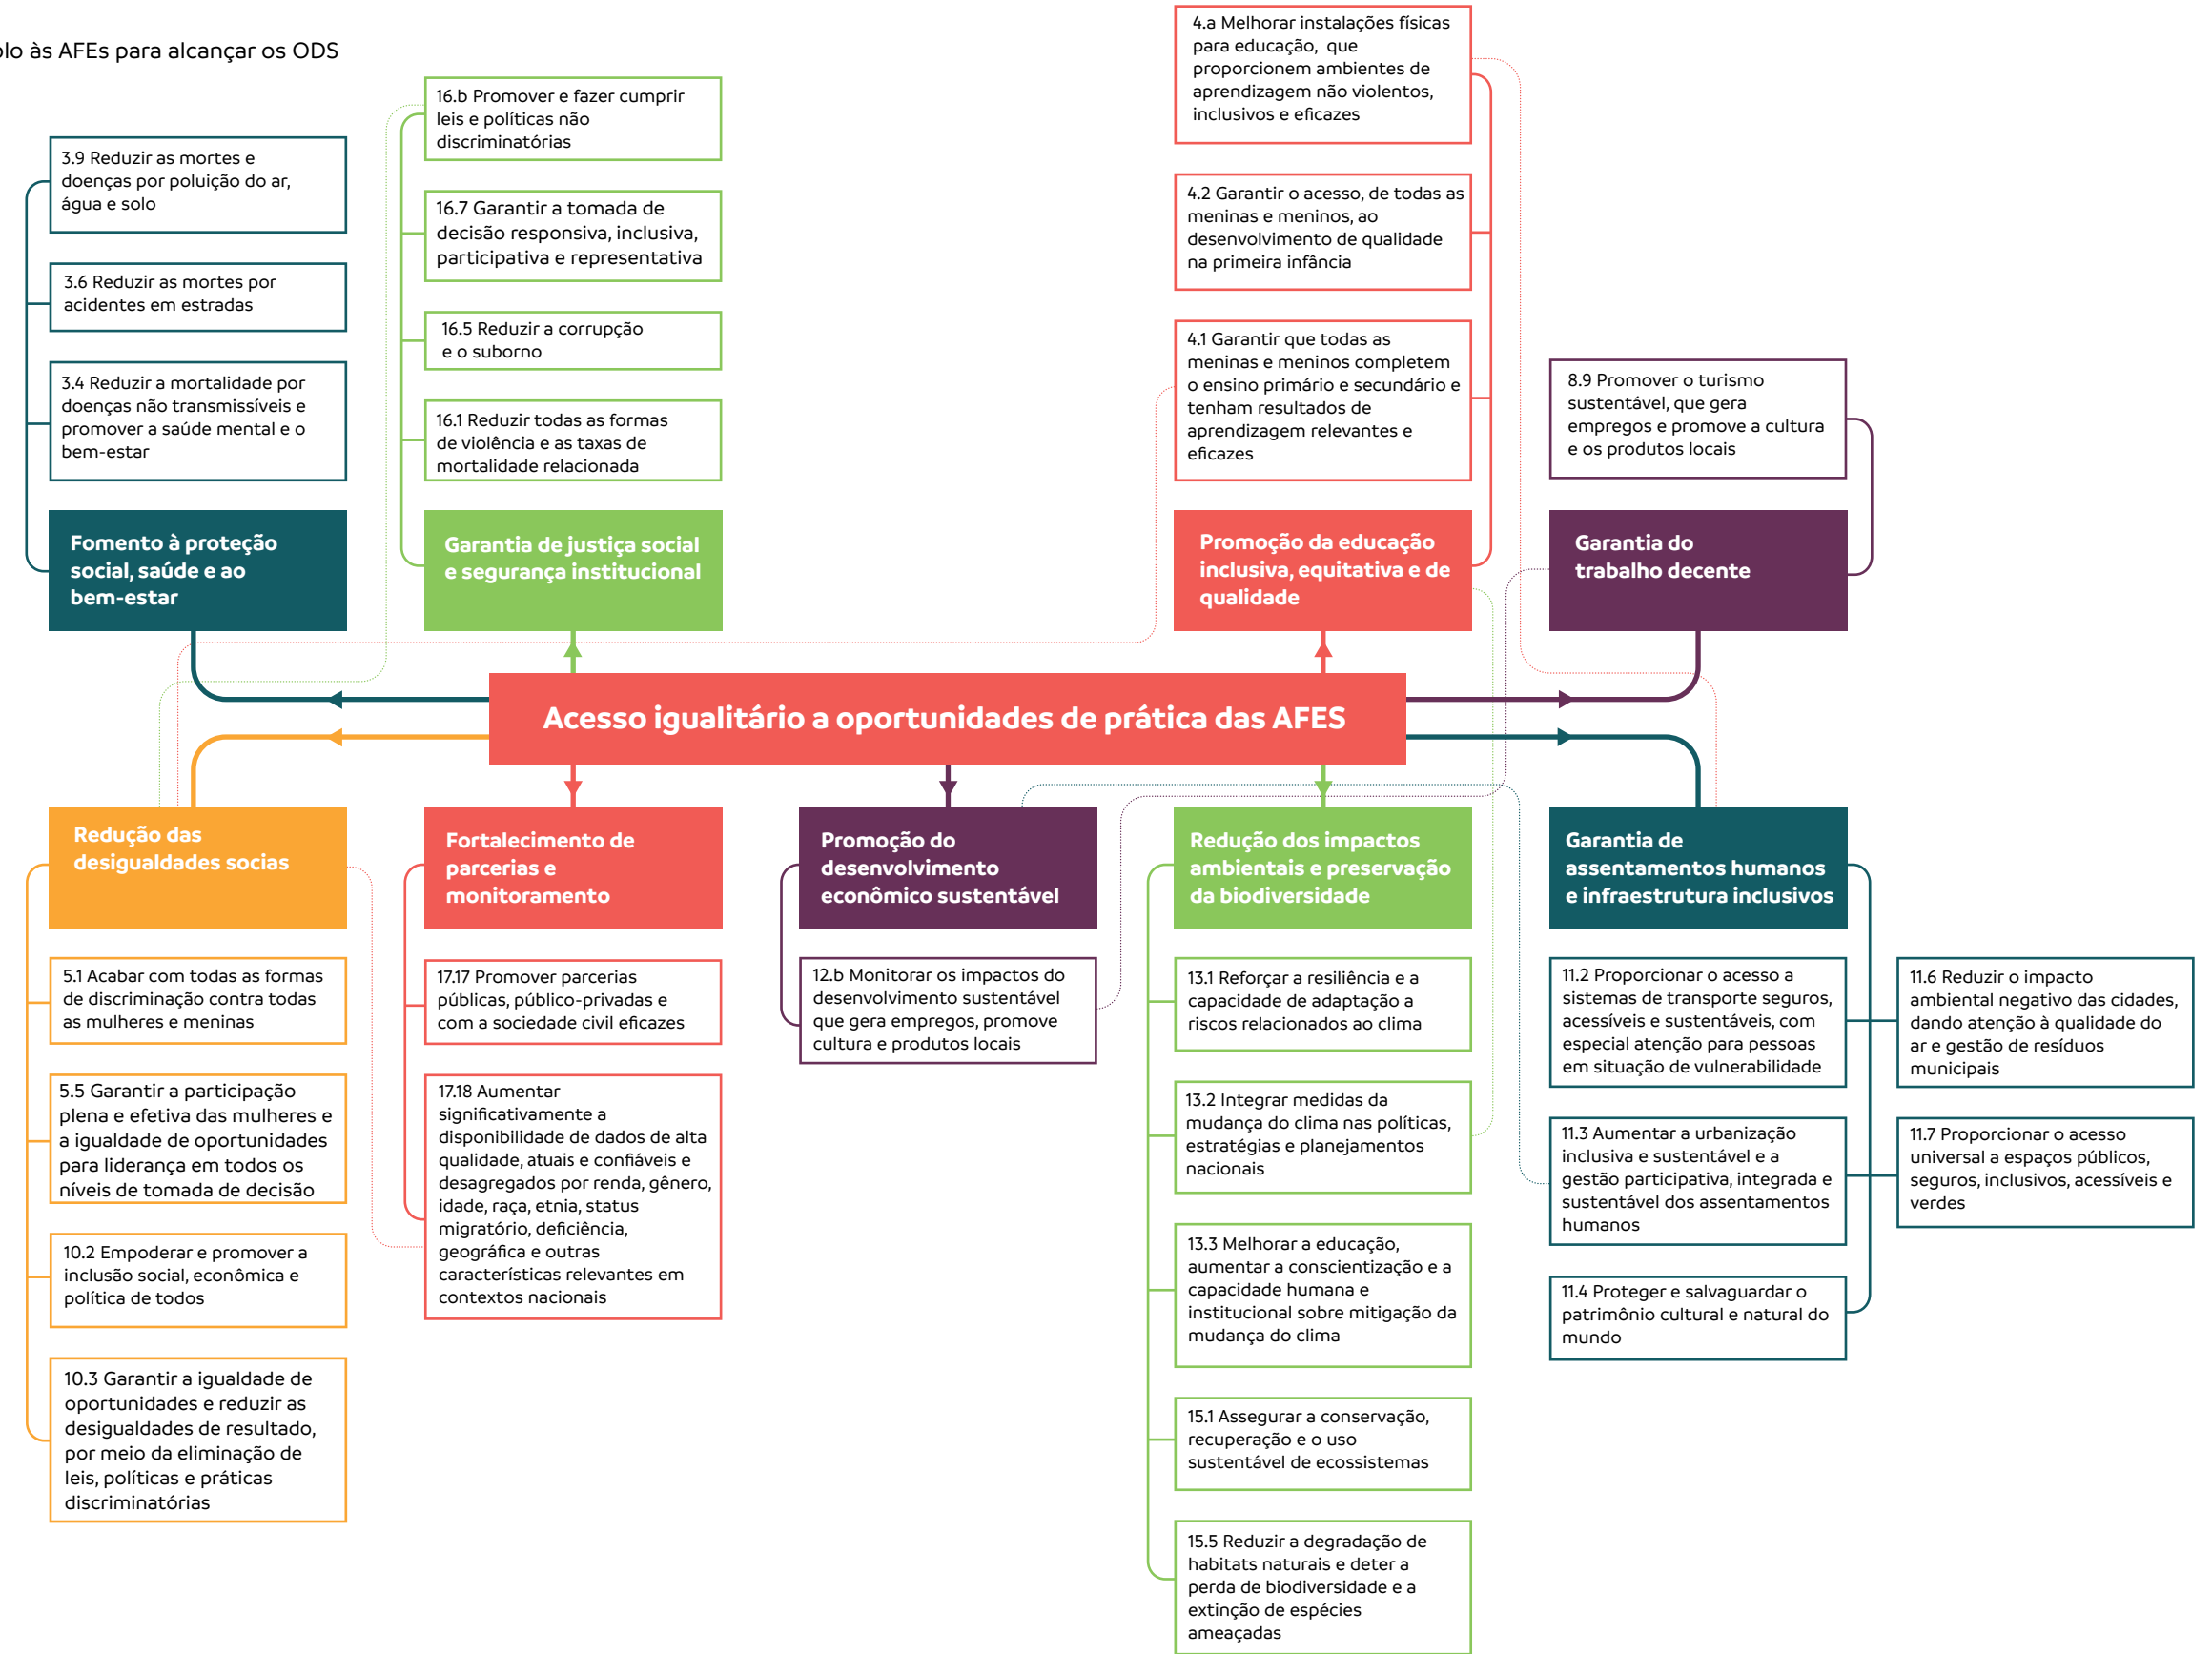 às AFEs para alcançar os ODS
3.9 Reduzir as mortes e
doenças por poluição do ar,
água e solo
3.6 Reduzir as mortes por
acidentes em estradas
3.4 Reduzir a mortalidade por
doenças não transmissíveis e
promover a saúde mental e o
bem-estar
Fomento à proteção
social, saúde e ao
bem-estar
16.b Promover e fazer cumprir
leis e políticas não
discriminatórias
16.7 Garantir a tomada de
decisão responsiva, inclusiva,
participativa e representativa
16.5 Reduzir a corrupção
e o suborno
16.1 Reduzir todas as formas
de violência e as taxas de
mortalidade relacionada
Garantia de justiça social
e segurança institucional
4.a Melhorar instalações físicas
para educação, que
proporcionem ambientes de
aprendizagem não violentos,
inclusivos e eficazes
4.2 Garantir o acesso, de todas as
meninas e meninos, ao
desenvolvimento de qualidade
na primeira infância
4.1 Garantir que todas as
meninas e meninos completem
o ensino primário e secundário e
tenham resultados de
aprendizagem relevantes e
eficazes
Promoção da educação
inclusiva, equitativa e de
qualidade
8.9 Promover o turismo
sustentável, que gera
empregos e promove a cultura
e os produtos locais
Garantia do
trabalho decente
Acesso igualitário a oportunidades de prática das AFES
Redução das
desigualdades socias
5.1 Acabar com todas as formas
de discriminação contra todas
as mulheres e meninas
5.5 Garantir a participação
plena e efetiva das mulheres e
a igualdade de oportunidades
para liderança em todos os
níveis de tomada de decisão
10.2 Empoderar e promover a
inclusão social, econômica e
política de todos
10.3 Garantir a igualdade de
oportunidades e reduzir as
desigualdades de resultado,
por meio da eliminação de
leis, políticas e práticas
discriminatórias
Fortalecimento de
parcerias e
monitoramento
17.17 Promover parcerias
públicas, público-privadas e
com a sociedade civil eficazes
17.18 Aumentar
significativamente a
disponibilidade de dados de alta
qualidade, atuais e confiáveis e
desagregados por renda, gênero,
idade, raça, etnia, status
migratório, deficiência,
geográfica e outras
características relevantes em
contextos nacionais
Promoção do
desenvolvimento
econômico sustentável
12.b Monitorar os impactos do
desenvolvimento sustentável
que gera empregos, promove
cultura e produtos locais
Redução dos impactos
ambientais e preservação
da biodiversidade
13.1 Reforçar a resiliência e a
capacidade de adaptação a
riscos relacionados ao clima
13.2 Integrar medidas da
mudança do clima nas políticas,
estratégias e planejamentos
nacionais
13.3 Melhorar a educação,
aumentar a conscientização e a
capacidade humana e
institucional sobre mitigação da
mudança do clima
15.1 Assegurar a conservação,
recuperação e o uso
sustentável de ecossistemas
15.5 Reduzir a degradação de
habitats naturais e deter a
perda de biodiversidade e a
extinção de espécies
ameaçadas
Garantia de
assentamentos humanos
e infraestrutura inclusivos
11.2 Proporcionar o acesso a
sistemas de transporte seguros,
acessíveis e sustentáveis, com
especial atenção para pessoas
em situação de vulnerabilidade
11.3 Aumentar a urbanização
inclusiva e sustentável e a
gestão participativa, integrada e
sustentável dos assentamentos
humanos
11.4 Proteger e salvaguardar o
patrimônio cultural e natural do
mundo
11.6 Reduzir o impacto
ambiental negativo das cidades,
dando atenção à qualidade do
ar e gestão de resíduos
municipais
11.7 Proporcionar o acesso
universal a espaços públicos,
seguros, inclusivos, acessíveis e
verdes